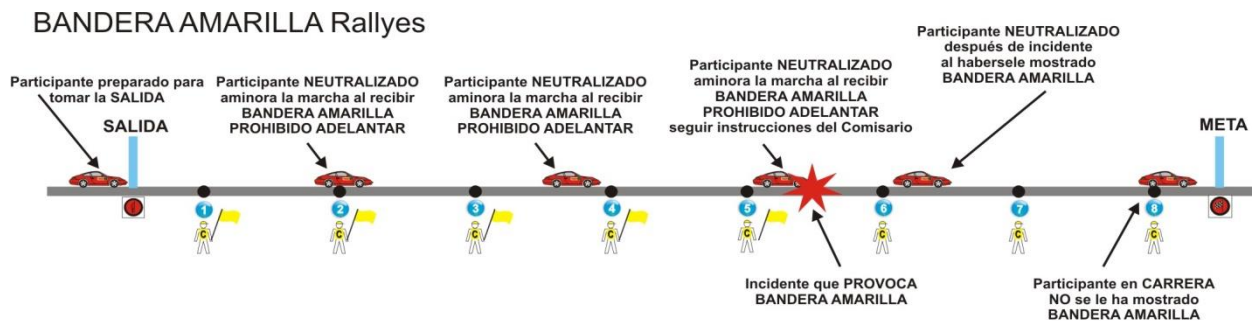 BANDERA AMARILLA Rallyes
Participante preparado para
tomar la SALIDA
SALIDA
Participante NEUTRALIZADO
aminora la marcha al recibir
BANDERA AMARILLA
PROHIBIDO ADELANTAR
Participante NEUTRALIZADO
aminora la marcha al recibir
BANDERA AMARILLA
PROHIBIDO ADELANTAR
Participante NEUTRALIZADO
aminora la marcha al recibir
BANDERA AMARILLA
PROHIBIDO ADELANTAR
seguir instrucciones del Comisario
Participante NEUTRALIZADO
después de incidente
al habersele mostrado
BANDERA AMARILLA
META
1
2
3
4
5
6
7
8
C
C
C
C
C
C
C
C
Incidente que PROVOCA
BANDERA AMARILLA
Participante en CARRERA
NO se le ha mostrado
BANDERA AMARILLA